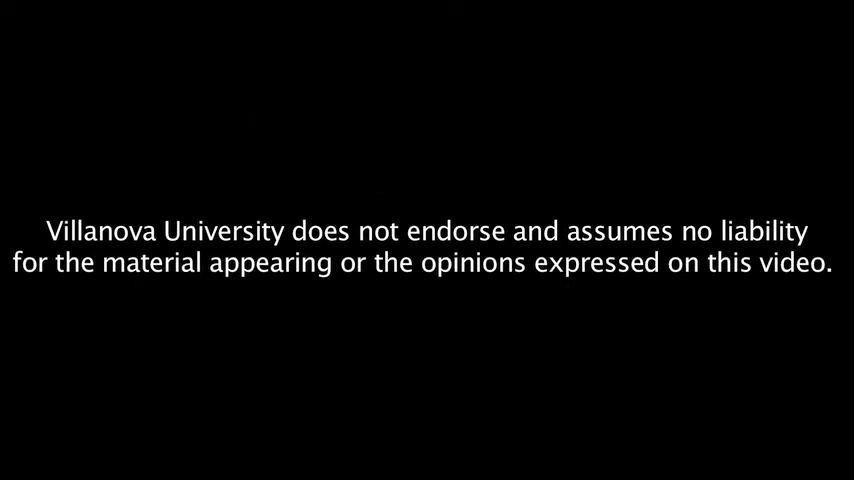 Villanova University does not endorse and assumes no liability
for the material appearing or the opinions expressed on this video.